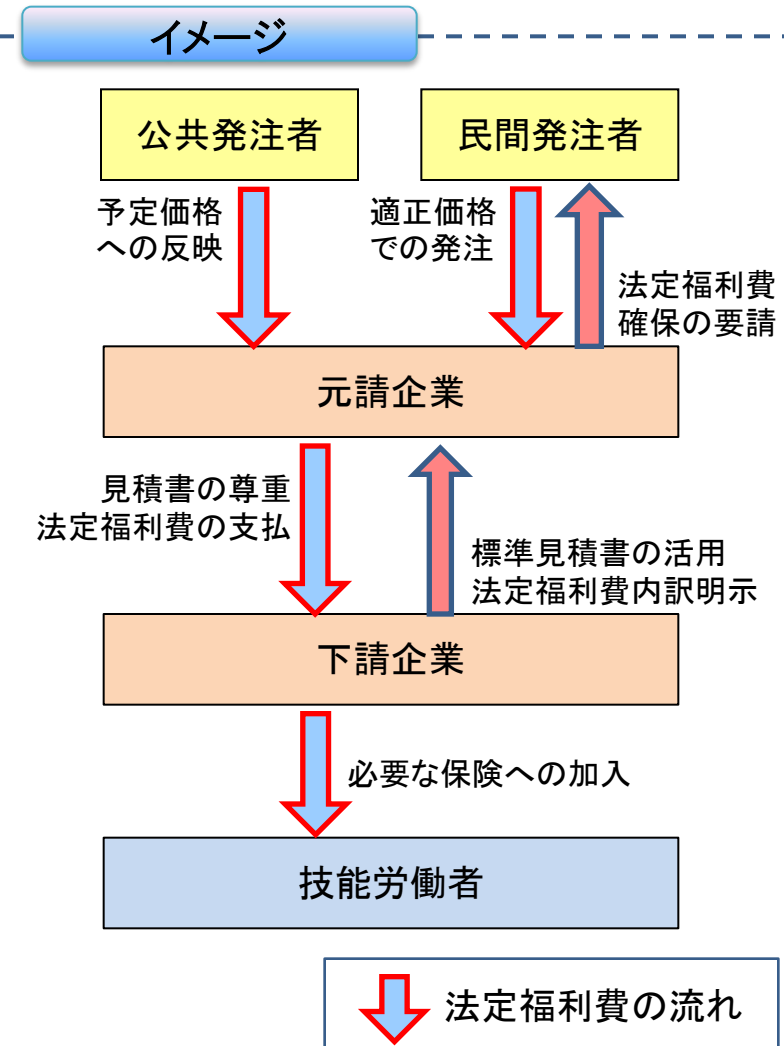 イメージ
公共発注者
民間発注者
予定価格
への反映
適正価格
での発注
法定福利費
確保の要請
元請企業
見積書の尊重
法定福利費の支払
標準見積書の活用
法定福利費内訳明示
下請企業
必要な保険への加入
技能労働者
法定福利費の流れ